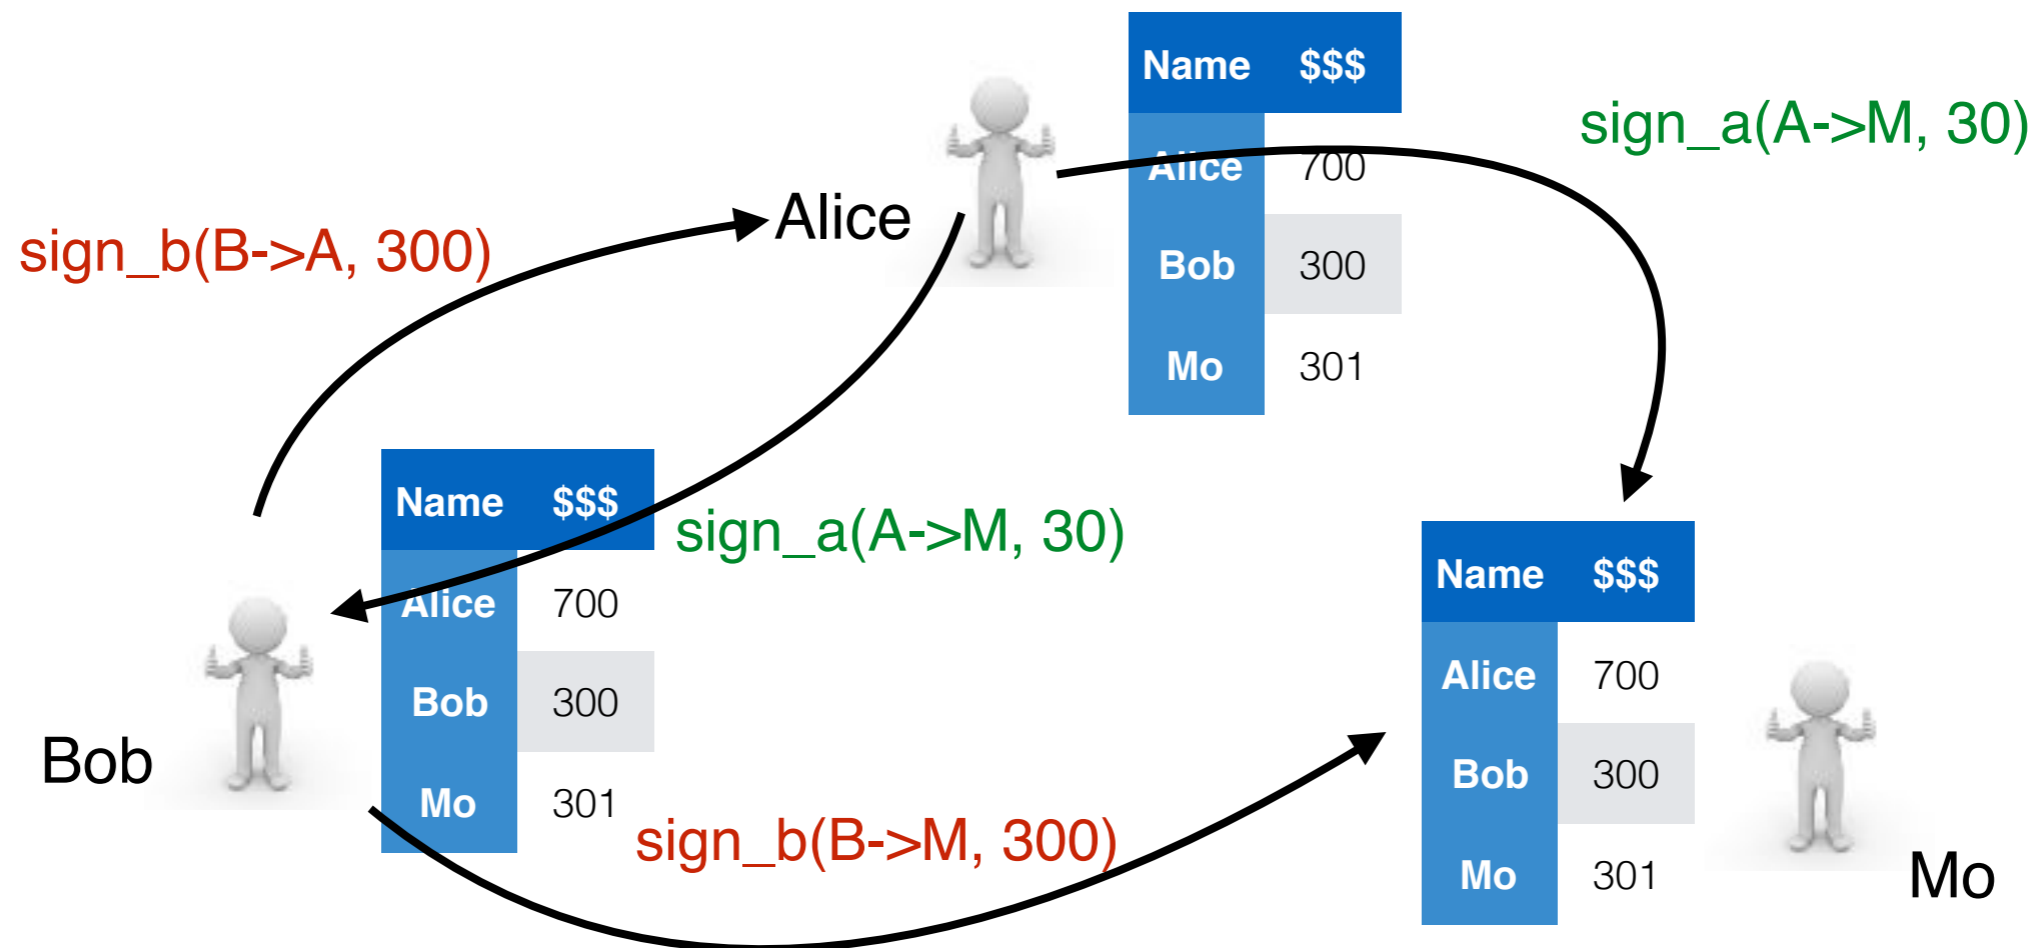 Name $$$
Alice 700
Bob 300
Mo 301
sign_a(A->M, 30)
Alice
sign_b(B->A, 300)
Name $$$
Alice 700
Bob 300
Mo 301
sign_a(A->M, 30)
Bob
sign_b(B->M, 300)
Name $$$
Alice 700
Bob 300
Mo 301
Mo